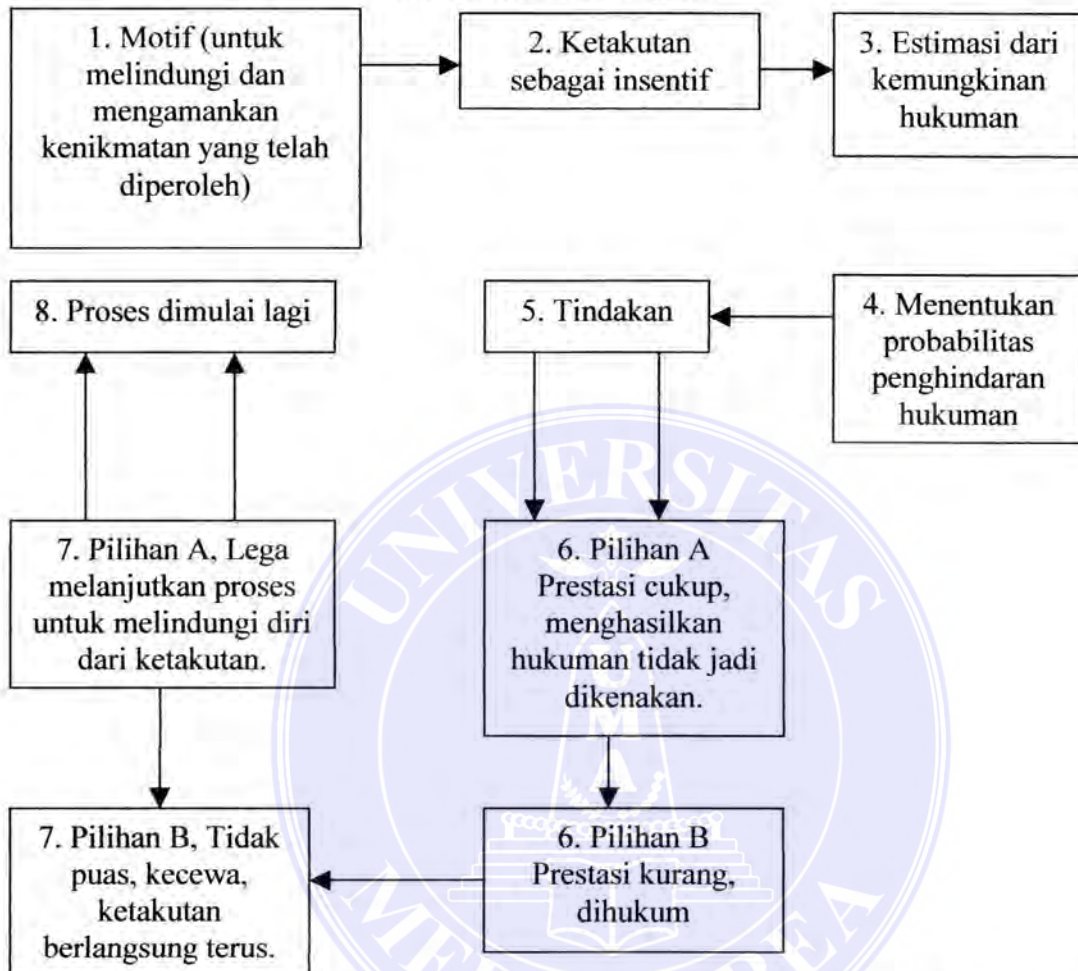 1. Motif (untuk
melindungi dan
mengamankan
kenikmatan yang telah
diperoleh)
2. Ketakutan
sebagai insentif
3. Estimasi dari
kemungkinan
hukuman
8. Proses dimulai lagi
5. Tindakan
4. Menentukan
probabilitas
penghindaran
hukuman
7. Pilihan A, Lega
melanjutkan proses
untuk melindungi diri
dari ketakutan.
6. Pilihan A
Prestasi cukup,
menghasilkan
hukuman tidak jadi
dikenakan.
7. Pilihan B, Tidak
puas, kecewa,
ketakutan
berlangsung terus.
6. Pilihan B
Prestasi kurang,
dihukum
UNIVERSITAS
UMA